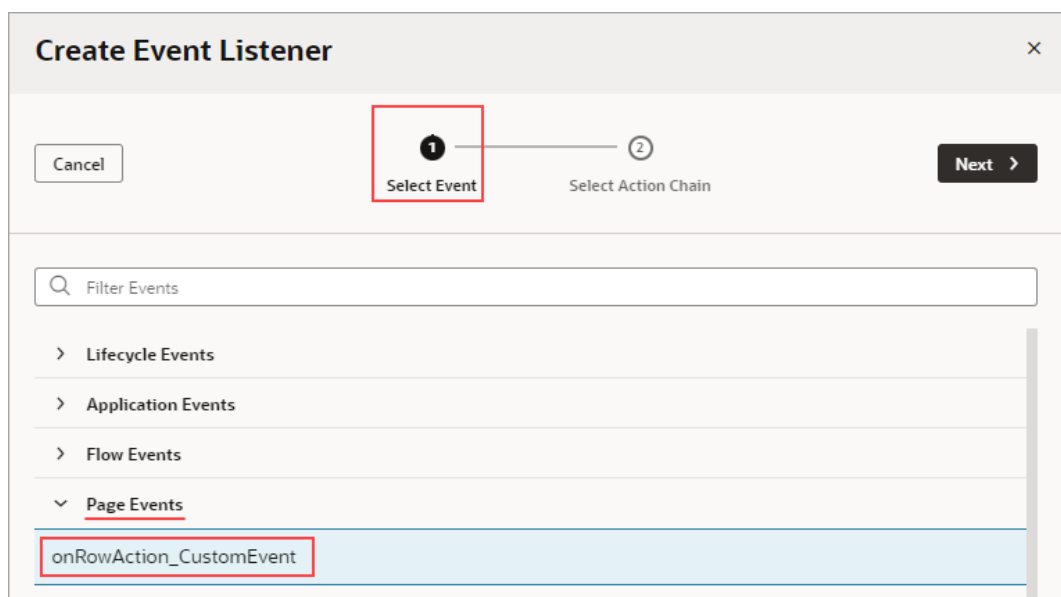 Create Event Listener
Cancel
1
2
Next
Select Event
Select Action Chain
Filter Events
Lifecycle Events
Application Events
Flow Events
Page Events
onRowAction_CustomEvent